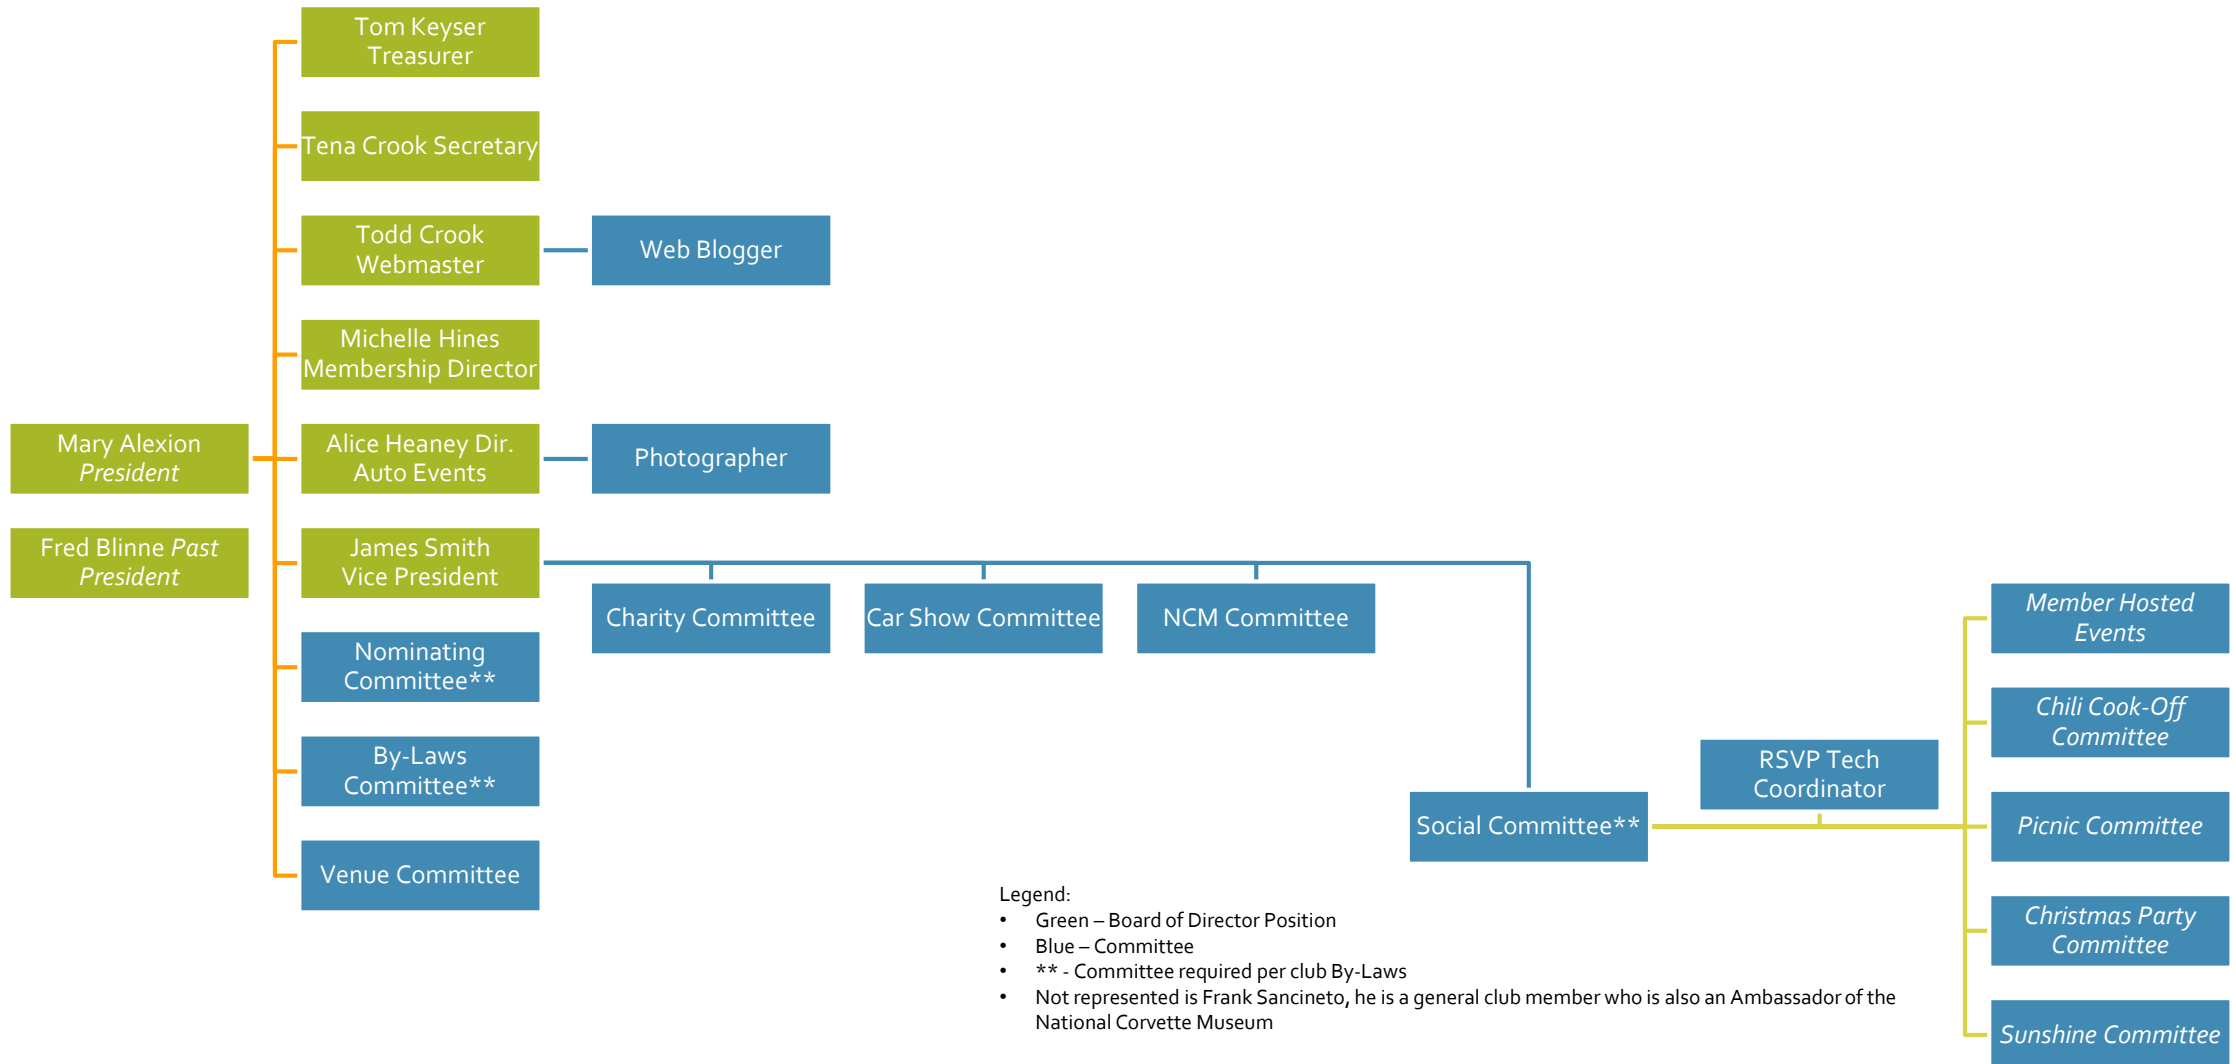 Tom Keyser
Treasurer
Tena Crook Secretary
Todd Crook
Webmaster
Web Blogger
Michelle Hines
Membership Director
Mary Alexion
President
Alice Heaney Dir.
Auto Events
Photographer
Fred Blinne Past
President
James Smith
Vice President
Charity Committee
Car Show Committee
NCM Committee
Nominating
Committee**
By-Laws
Committee**
Venue Committee
Social Committee**
RSVP Tech
Coordinator
Member Hosted
Events
Chili Cook-Off
Committee
Picnic Committee
Christmas Party
Committee
Sunshine Committee
Legend:
• Green – Board of Director Position
• Blue – Committee
• ** - Committee required per club By-Laws
• Not represented is Frank Sancineto, he is a general club member who is also an Ambassador of the
National Corvette Museum